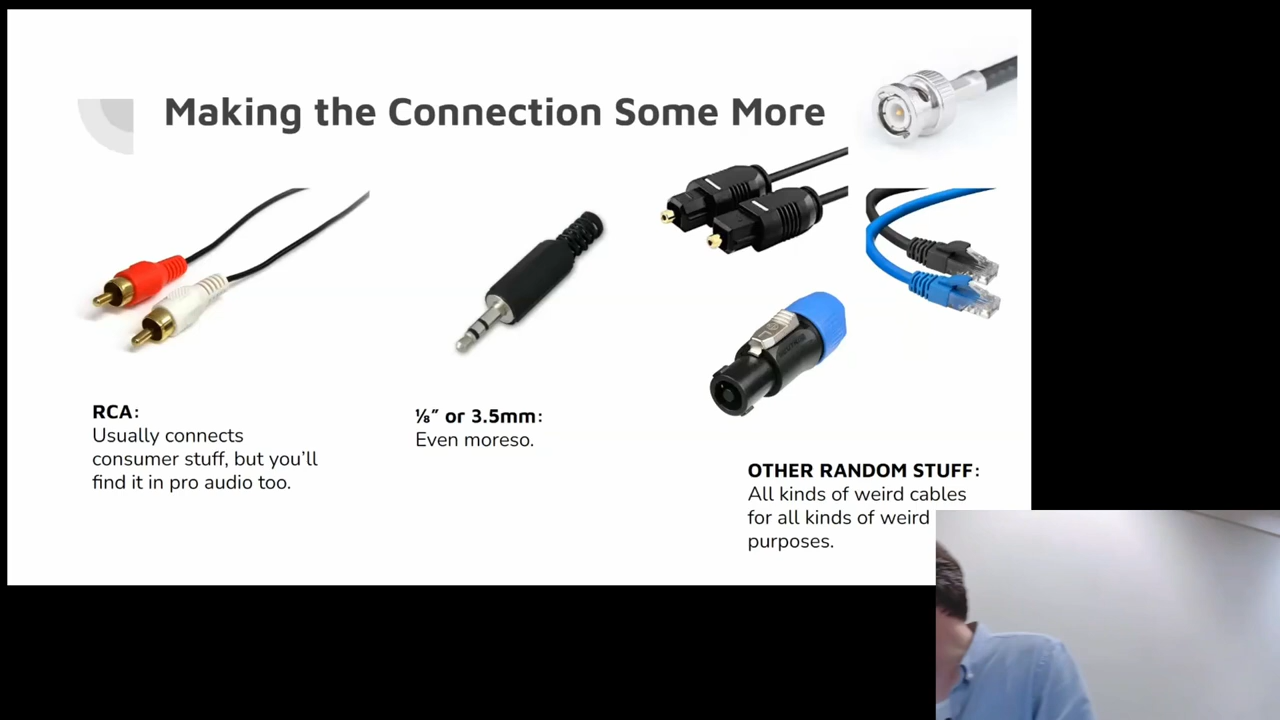 Making the Connection Some More
RCA:
Usually connects
consumer stuff, but you'll
find it in pro audio too.
⅛” or 3.5mm:
Even moreso.
OTHER RANDOM STUFF:
All kinds of weird cables
for all kinds of weird
purposes.